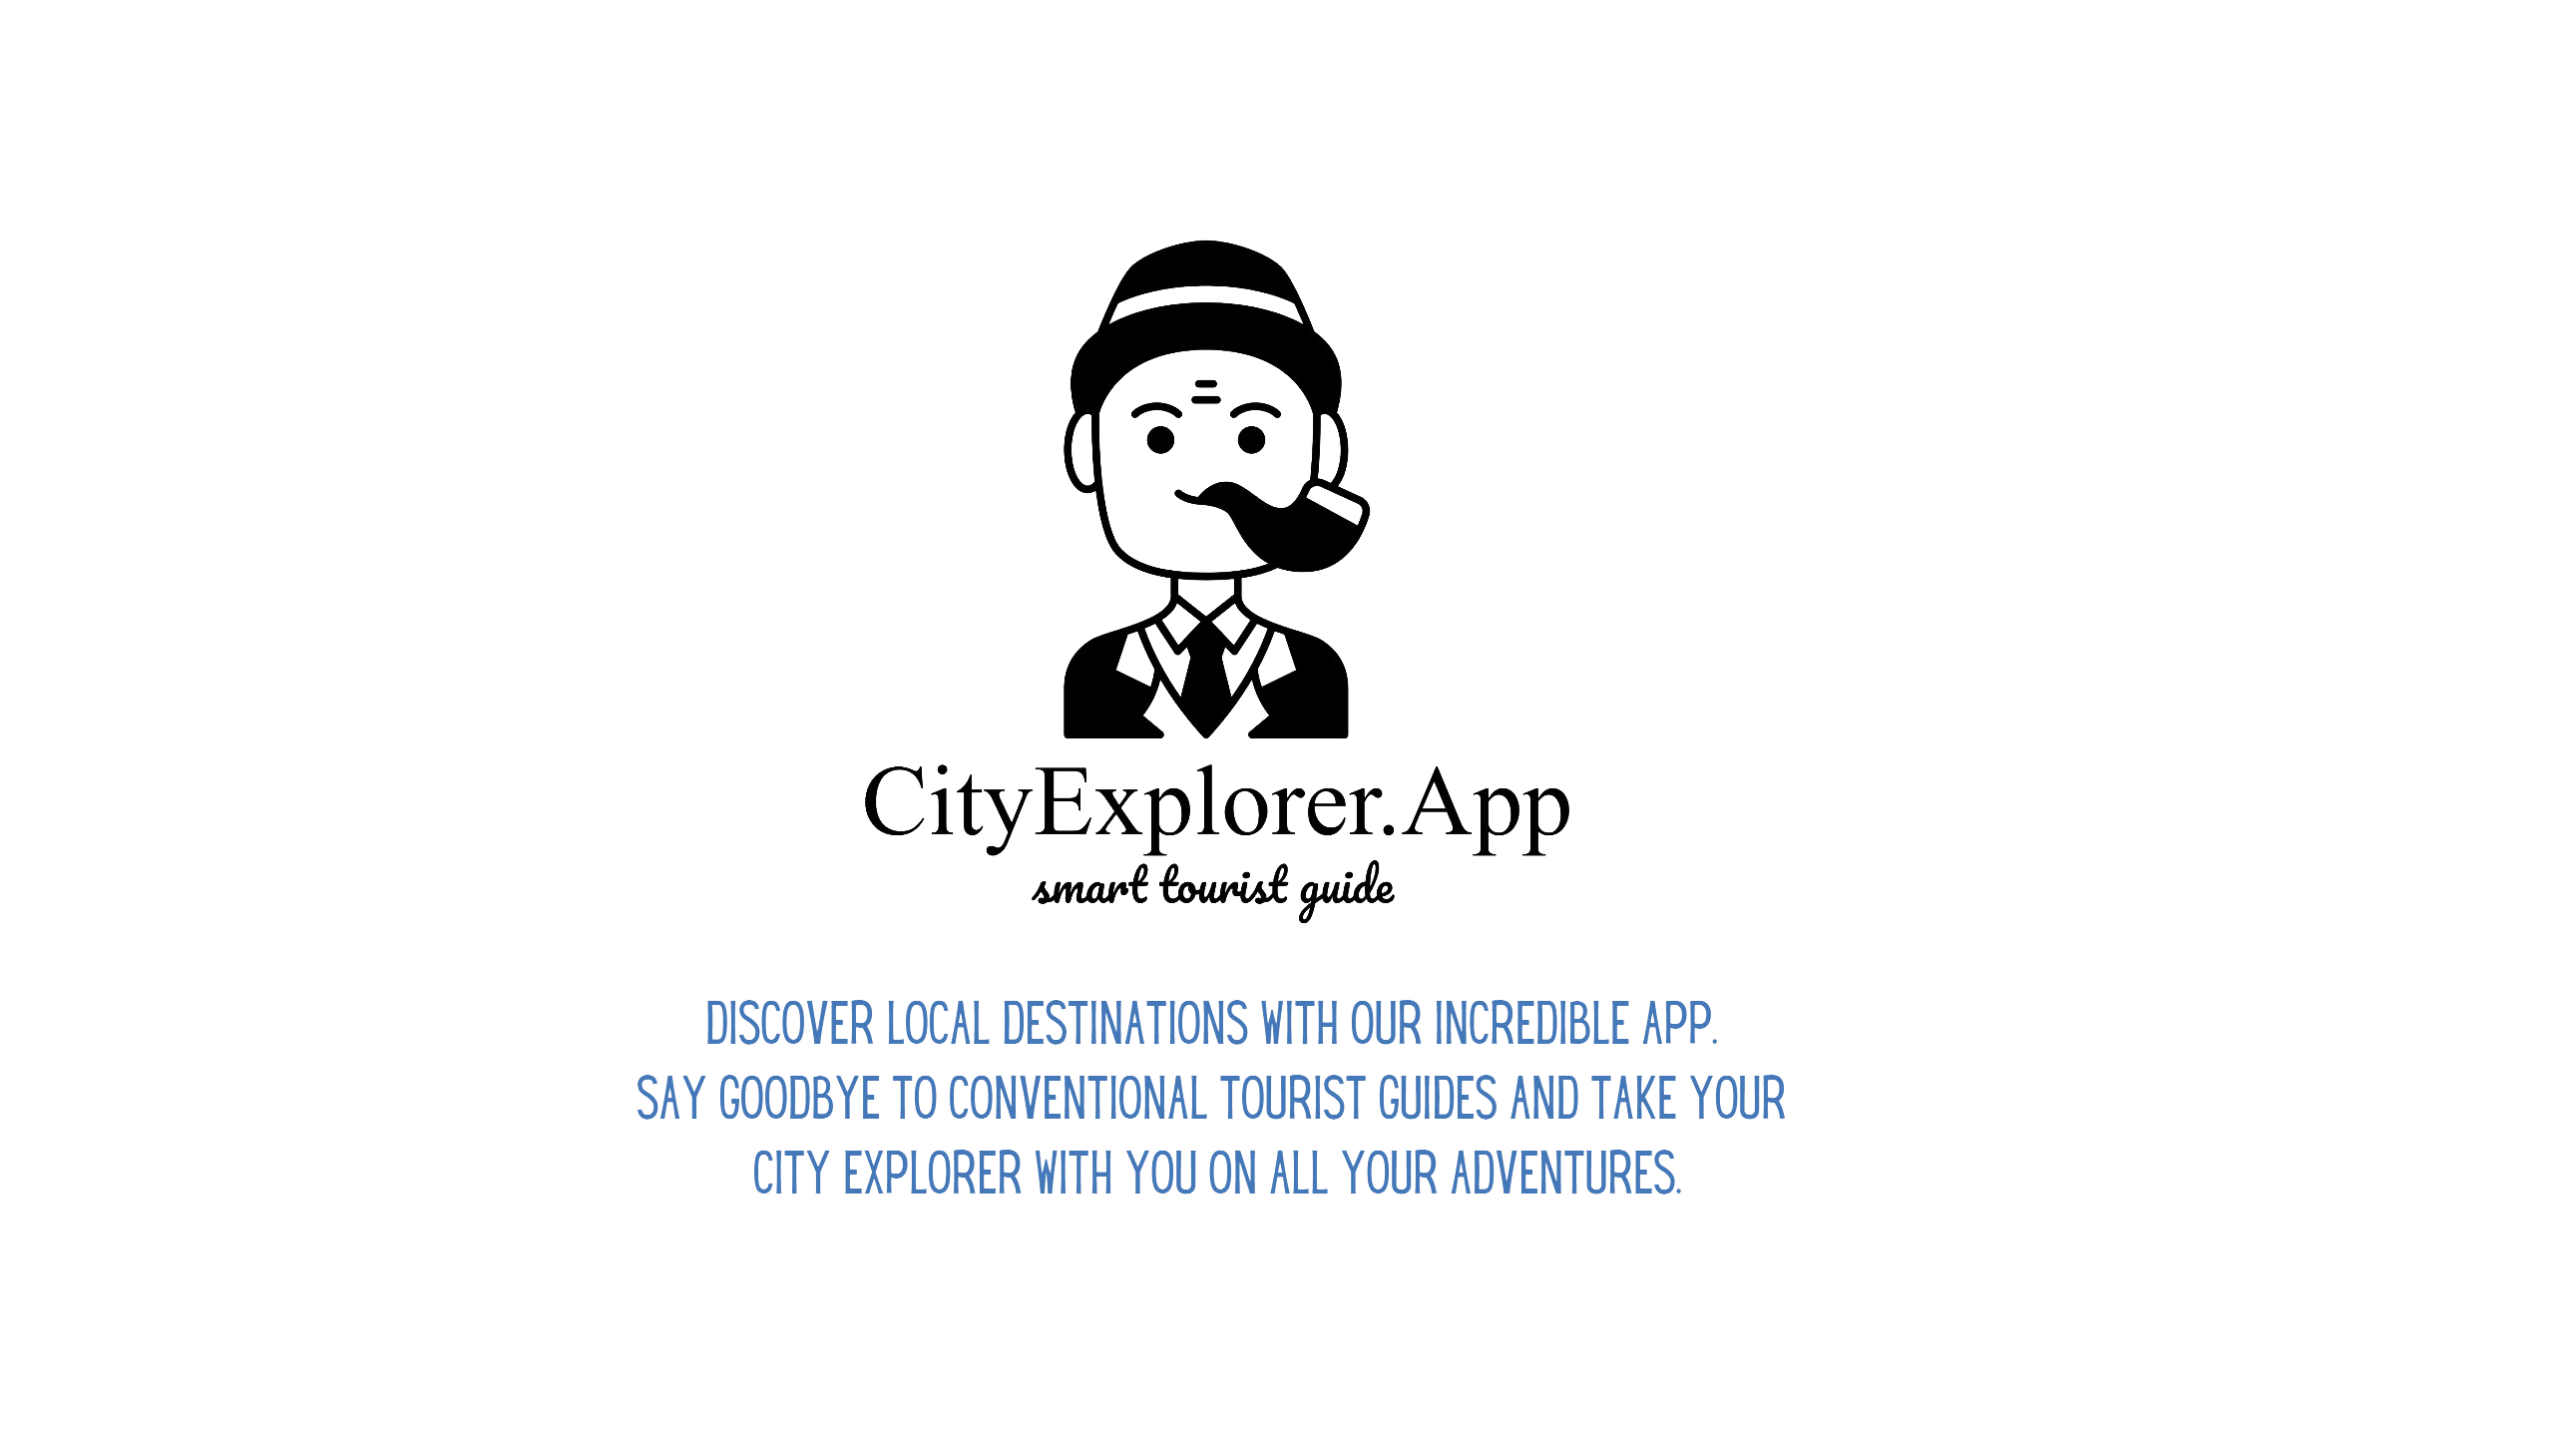 CityExplorer.App
smart tourist guide
DISCOVER LOCAL DESTINATIONS WITH OUR INCREDIBLE APP.
SAY GOODBYE TO CONVENTIONAL TOURIST GUIDES AND TAKE YOUR
CITY EXPLORER WITH YOU ON ALL YOUR ADVENTURES.